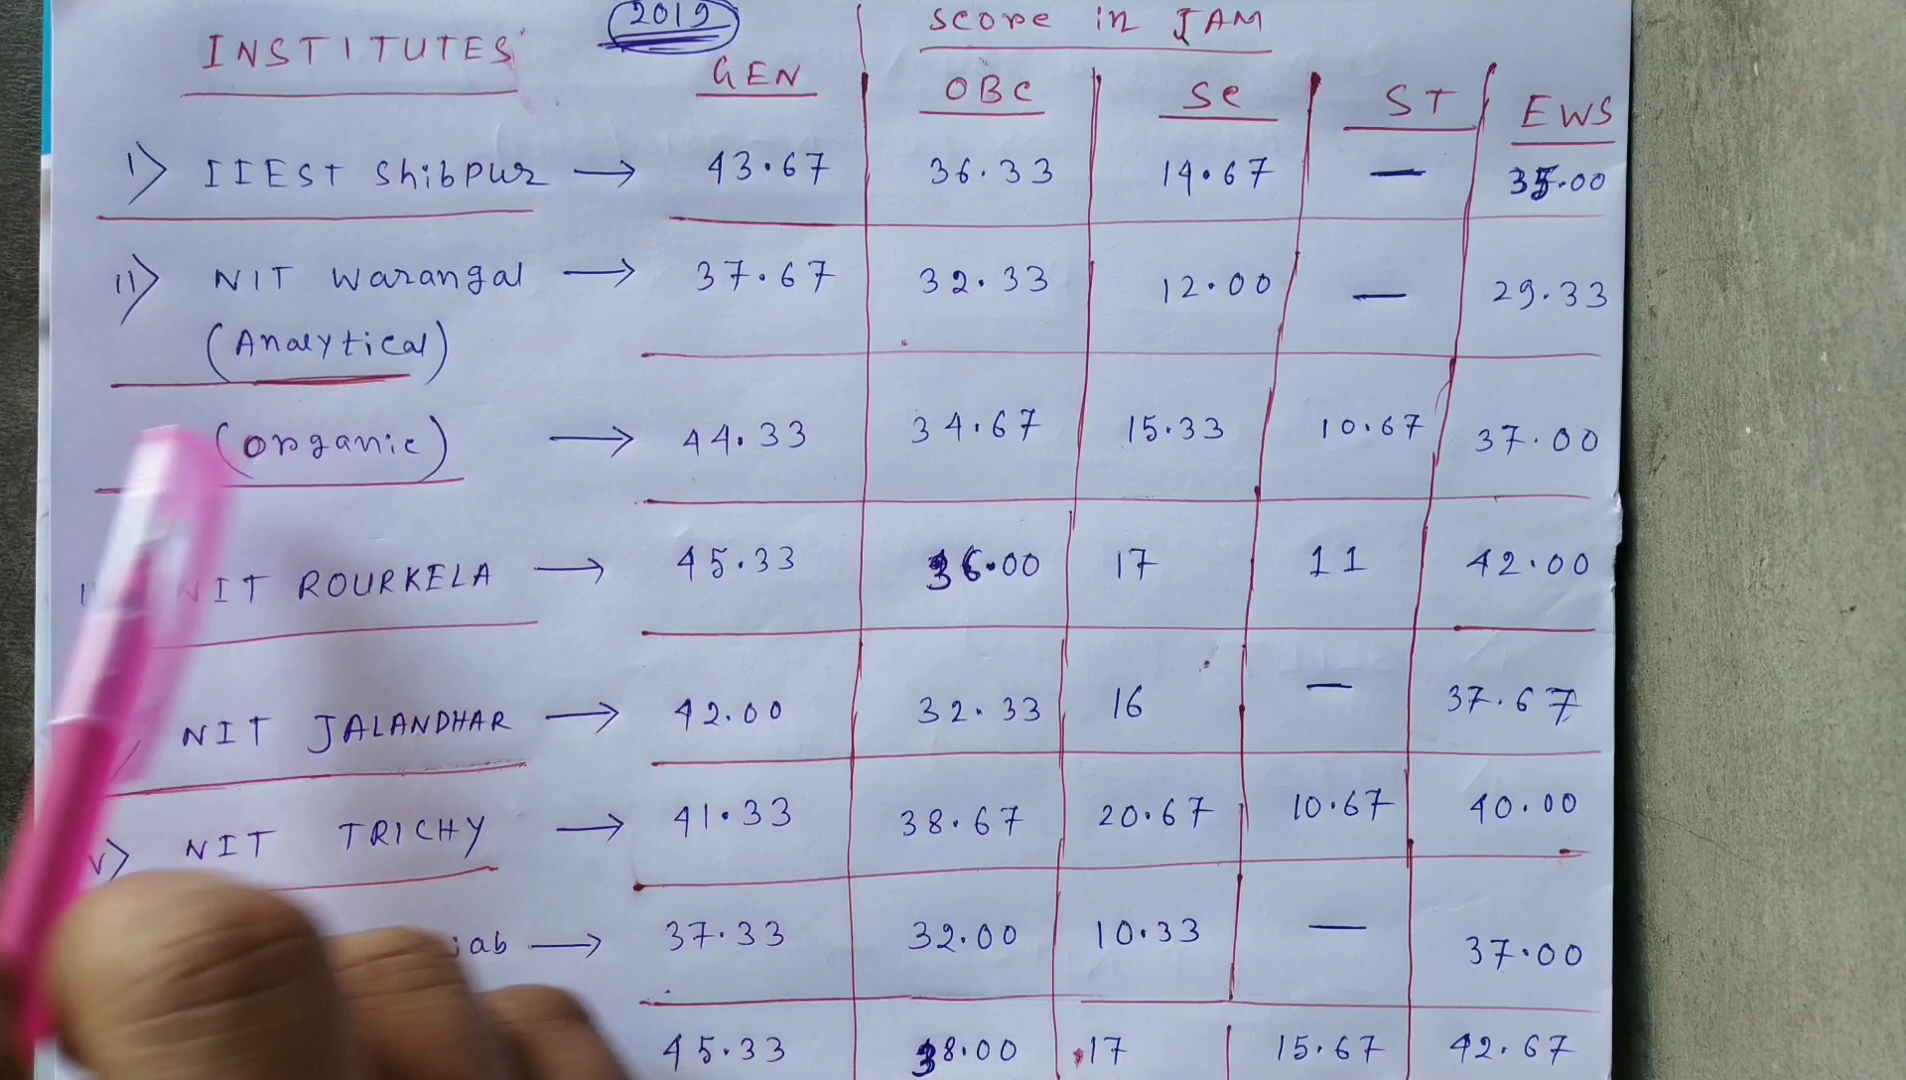 2019
score in JAM
INSTITUTES
GEN OBC SC ST EWS
I) IIEST Shibpur → 43.67 36.33 14.67 — 35.00
II) NIT Warangal → 37.67 32.33 12.00 — 29.33
(Analytical)
(organic) → 44.33 34.67 15.33 10.67 37.00
NIT ROURKELA → 45.33 36.00 17 11 42.00
NIT JALANDHAR → 42.00 32.33 16 — 37.67
V) NIT TRICHY → 41.33 38.67 20.67 10.67 40.00
→ 37.33 32.00 10.33 — 37.00
45.33 38.00 17 15.67 42.67